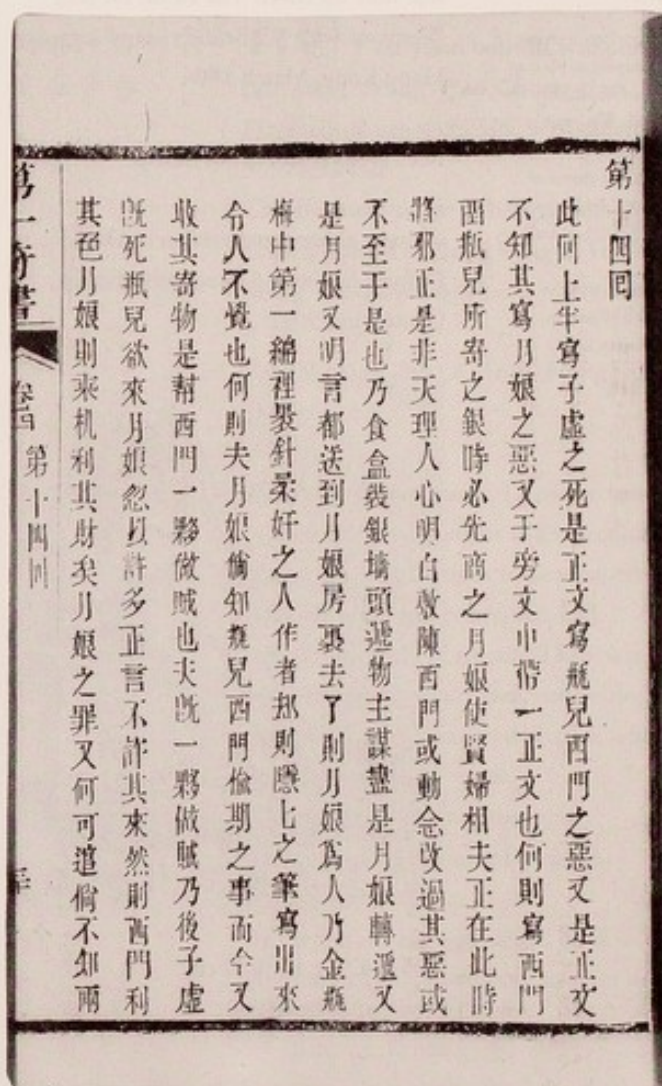 第十四囘
此囘上半寫子虛之死是正文寫瓶兒西門之惡又是正文
不知其寫月娘之惡又于旁文中帶一正文也何則寫西門
留瓶兒所寄之銀時必先商之月娘使賢婦相夫正在此時
將邪正是非天理人心明白敷陳西門或動念改過其惡或
不至于是也乃食盒裝銀墻頭遞物主謀盡是月娘轉遞又
是月娘又明言都送到月娘房裏去了則月娘爲人乃金瓶
梅中第一綿裡裹針柔奸之人作者却則隱七之筆寫出來
令人不覺也何則夫月娘倘知瓶兒西門偷期之事而今又
收其寄物是幫西門一夥做賊也夫旣一夥做賊乃後子虛
旣死瓶兒欲來月娘忽以許多正言不許其來然則西門利
其色月娘則乘机利其財矣月娘之罪又何可逭倘不知兩
第一奇書
卷四
第十四囘